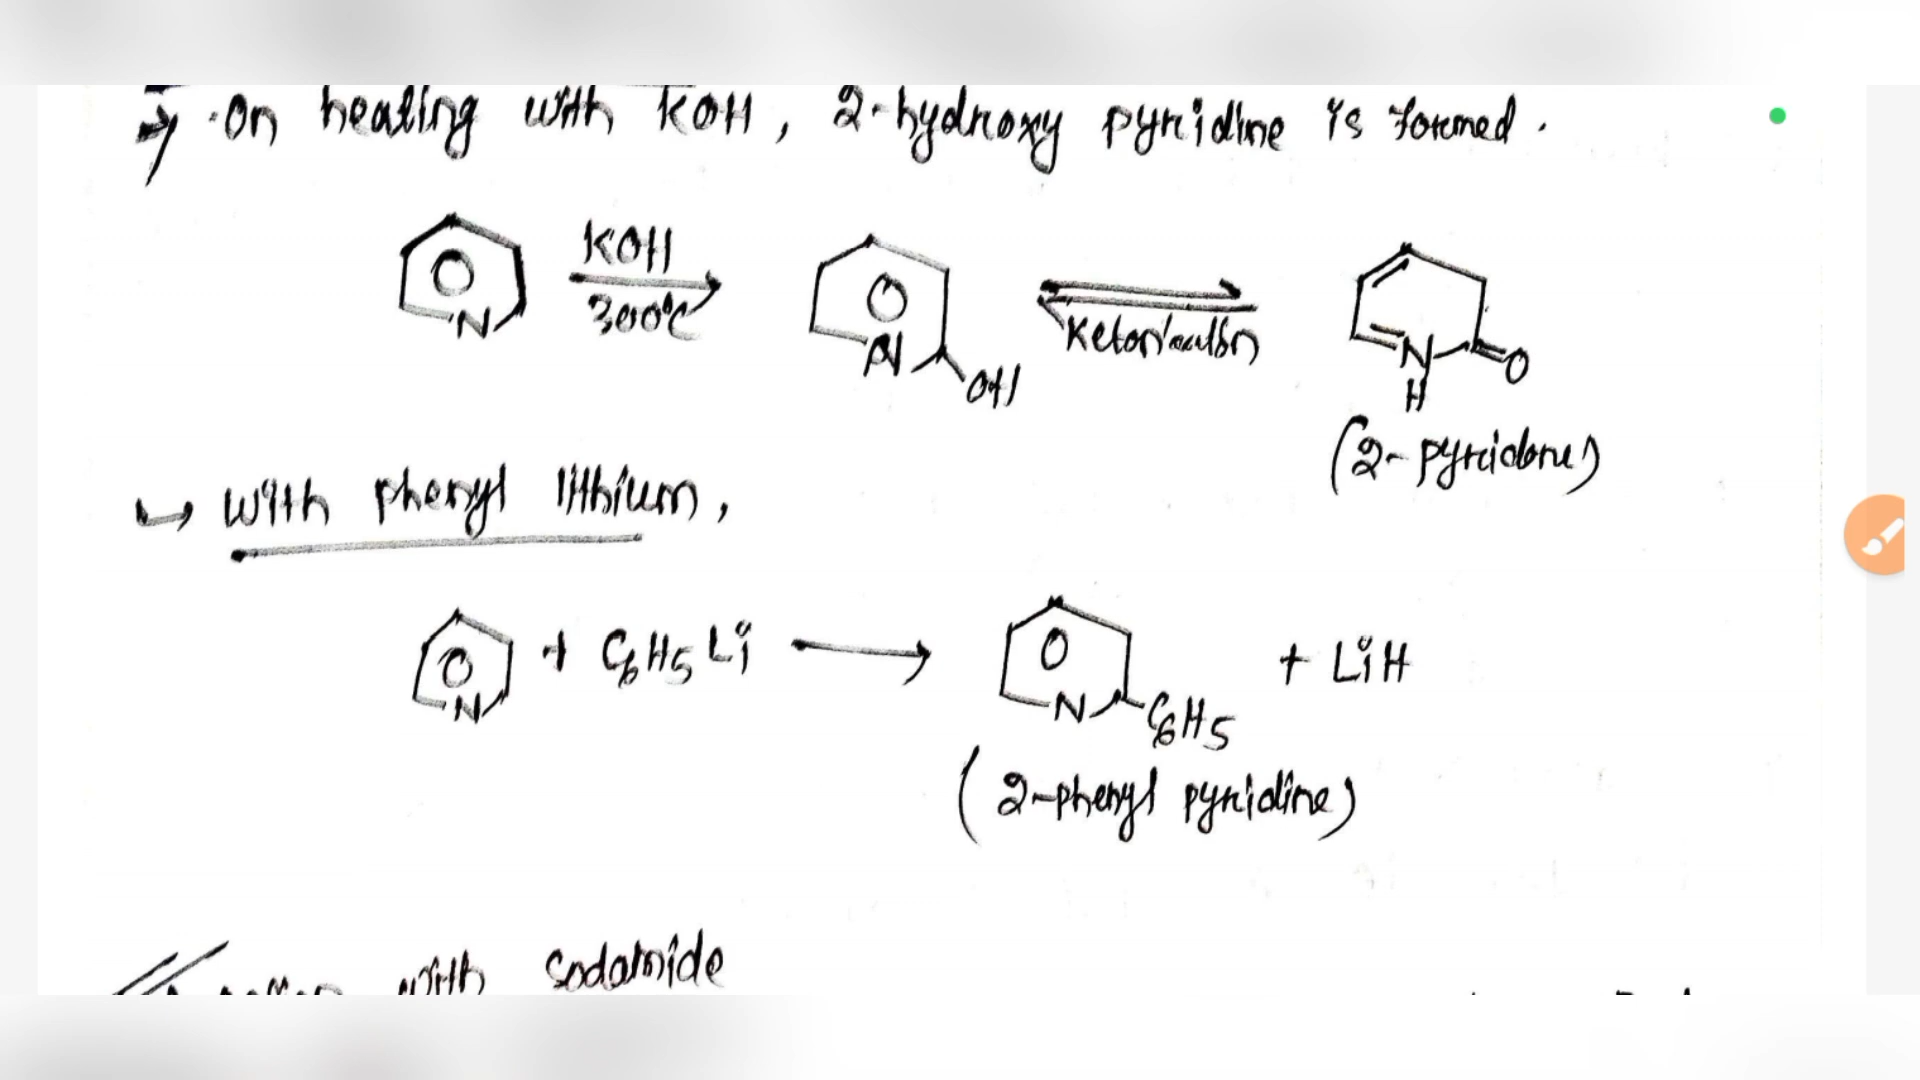 → On heating with KOH, 2-hydroxy pyridine is formed.
KOH
300°C
N
N
OH
N
H
O
(2-pyridone)
↳ With phenyl lithium,
N + C6H5Li → N C6H5 + LiH
(2-phenyl pyridine)
with sodamide